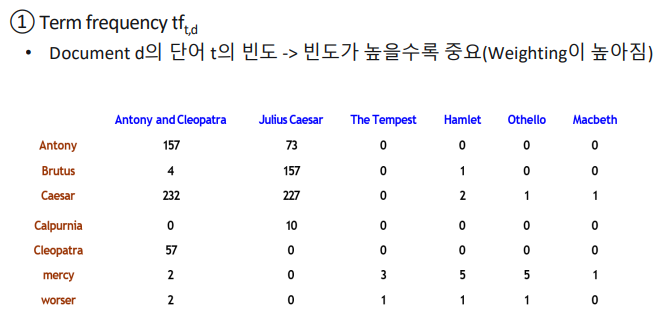 ① Term frequency tft,d
• Document d의 단어 t의 빈도 -> 빈도가 높을수록 중요(Weighting이 높아짐)
Antony and Cleopatra Julius Caesar The Tempest Hamlet Othello Macbeth
Antony 157 73 0 0 0 0
Brutus 4 157 0 1 0 0
Caesar 232 227 0 2 1 1
Calpurnia 0 10 0 0 0 0
Cleopatra 57 0 0 0 0 0
mercy 2 0 3 5 5 1
worser 2 0 1 1 1 0